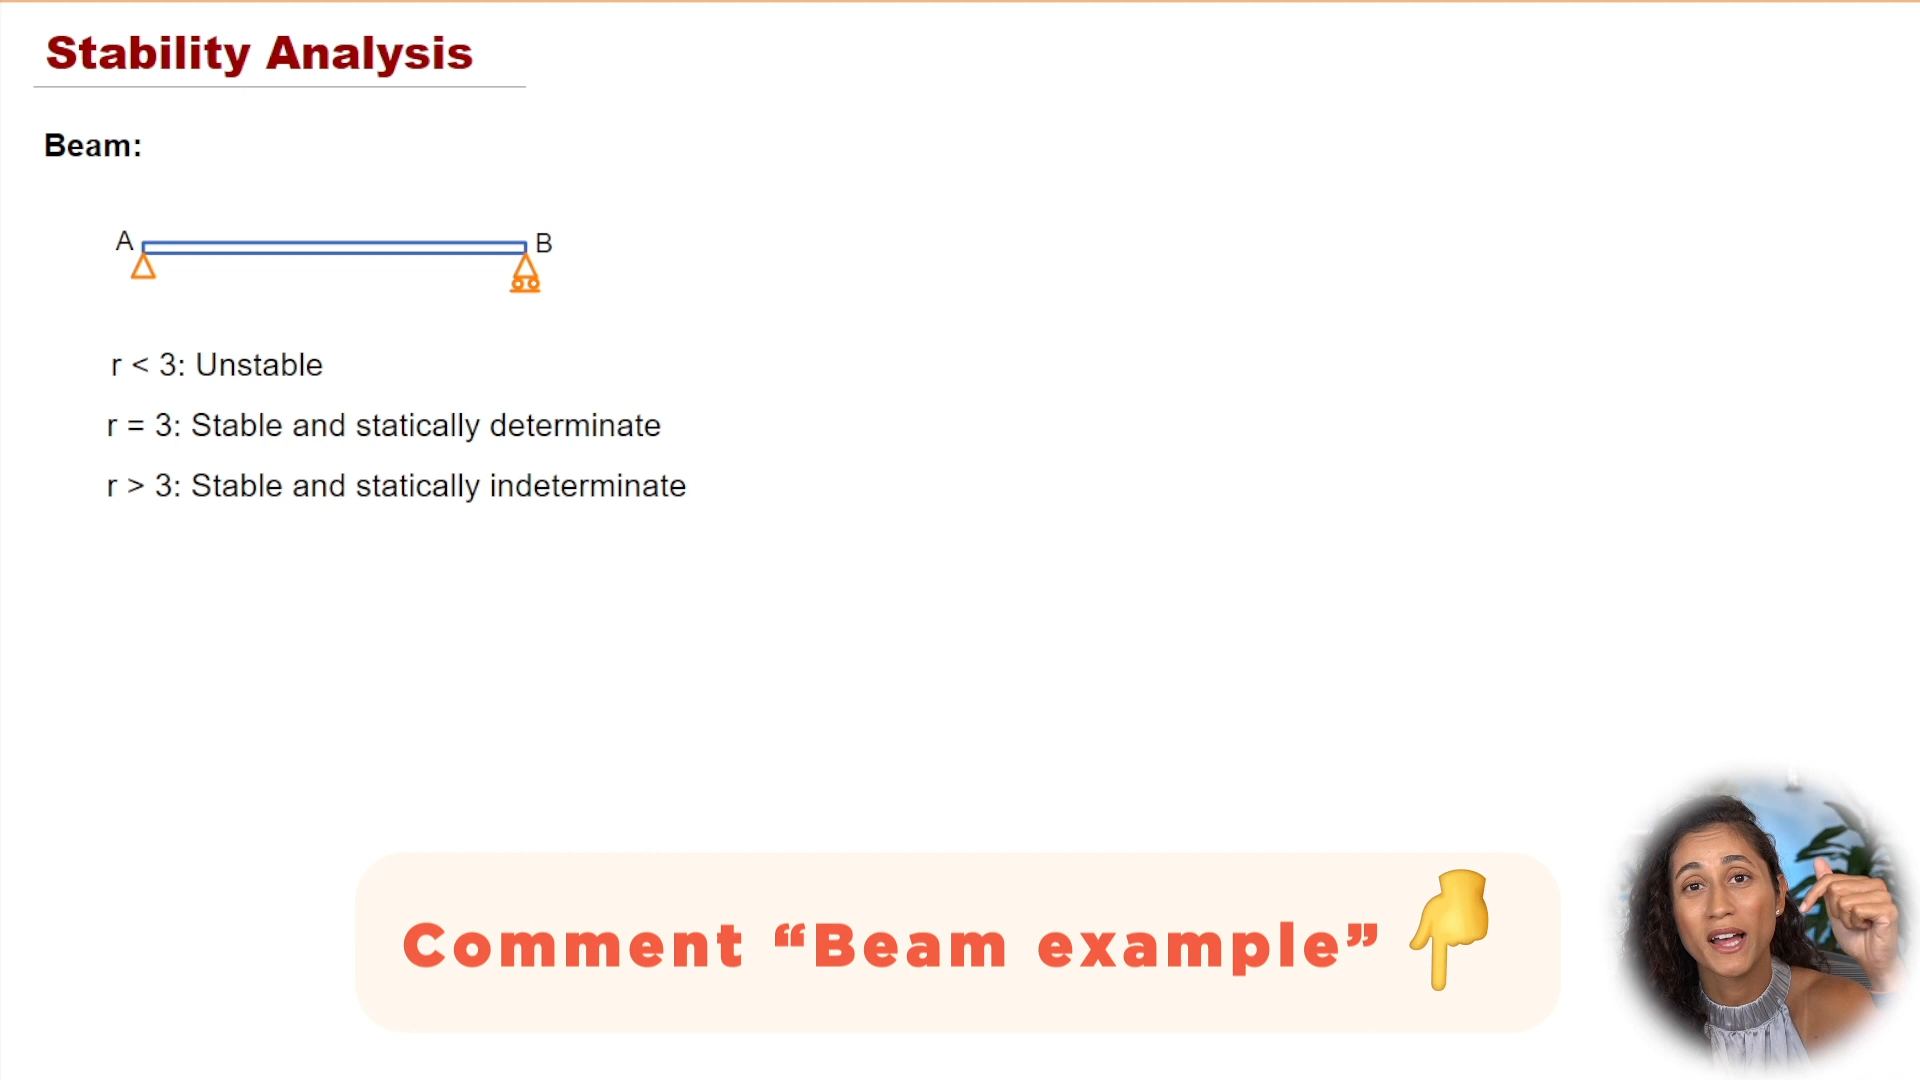 Stability Analysis
Beam:
A
B
r < 3: Unstable
r = 3: Stable and statically determinate
r > 3: Stable and statically indeterminate
Comment “Beam example”